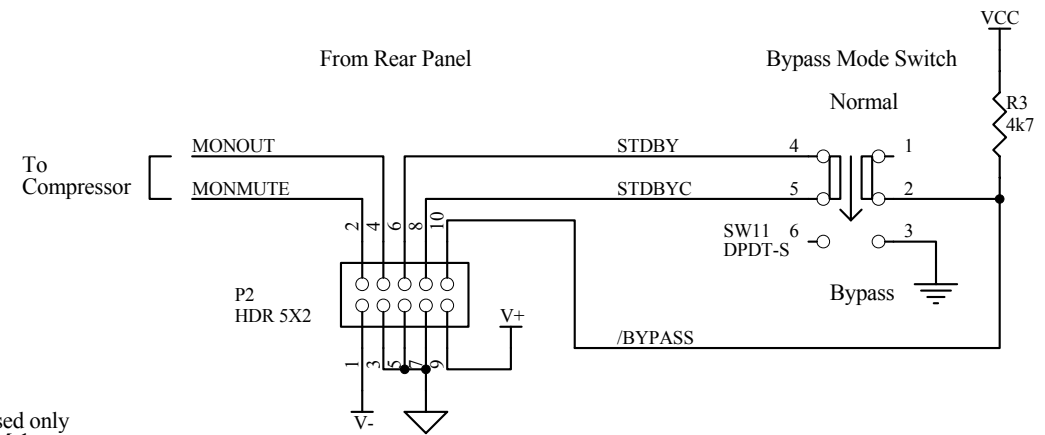 VCC
From Rear Panel
Bypass Mode Switch
Normal
R3
4k7
To
Compressor
MONOUT
MONMUTE
STDBY
STDBYC
4
1
5
2
SW11
DPDT-S
6
3
2
4
6
8
10
P2
HDR 5X2
V+
Bypass
/BYPASS
1
3
5
7
9
V-
sed only